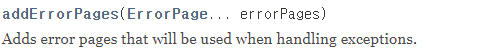 addErrorPages(ErrorPage... errorPages)
Adds error pages that will be used when handling exceptions.